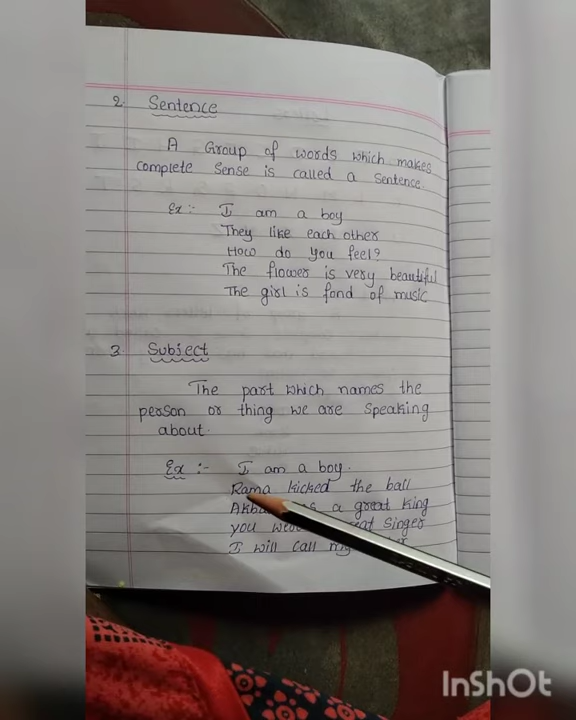 2. Sentence
A Group of words which makes
complete Sense is called a Sentence.
Ex :- I am a boy
They like each other
How do you feel?
The flower is very beautiful
The girl is fond of music
3. Subject
The part which names the
person or thing we are Speaking
about.
Ex :- I am a boy.
Rama kicked the ball
a great king
you Singer
I will call
InShOt